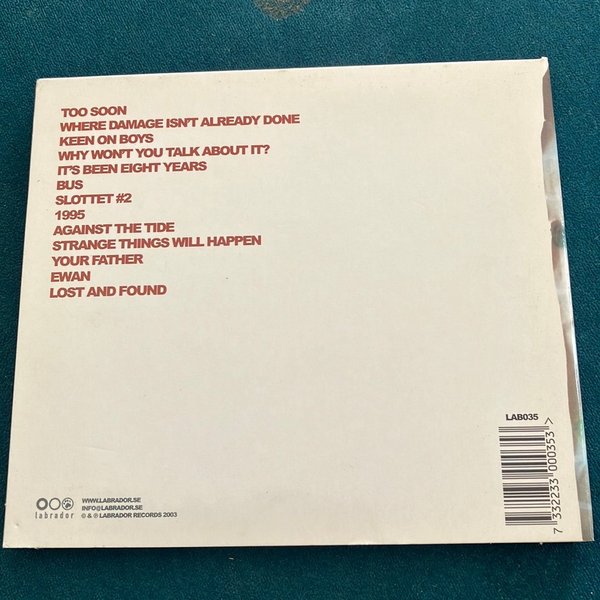 TOO SOON
WHERE DAMAGE ISN'T ALREADY DONE
KEEN ON BOYS
WHY WON'T YOU TALK ABOUT IT?
IT'S BEEN EIGHT YEARS
BUS
SLOTTET #2
1995
AGAINST THE TIDE
STRANGE THINGS WILL HAPPEN
YOUR FATHER
EWAN
LOST AND FOUND
LAB035
7 332233 000353 >
labrador
WWW.LABRADOR.SE
INFO@LABRADOR.SE
© & ℗ LABRADOR RECORDS 2003